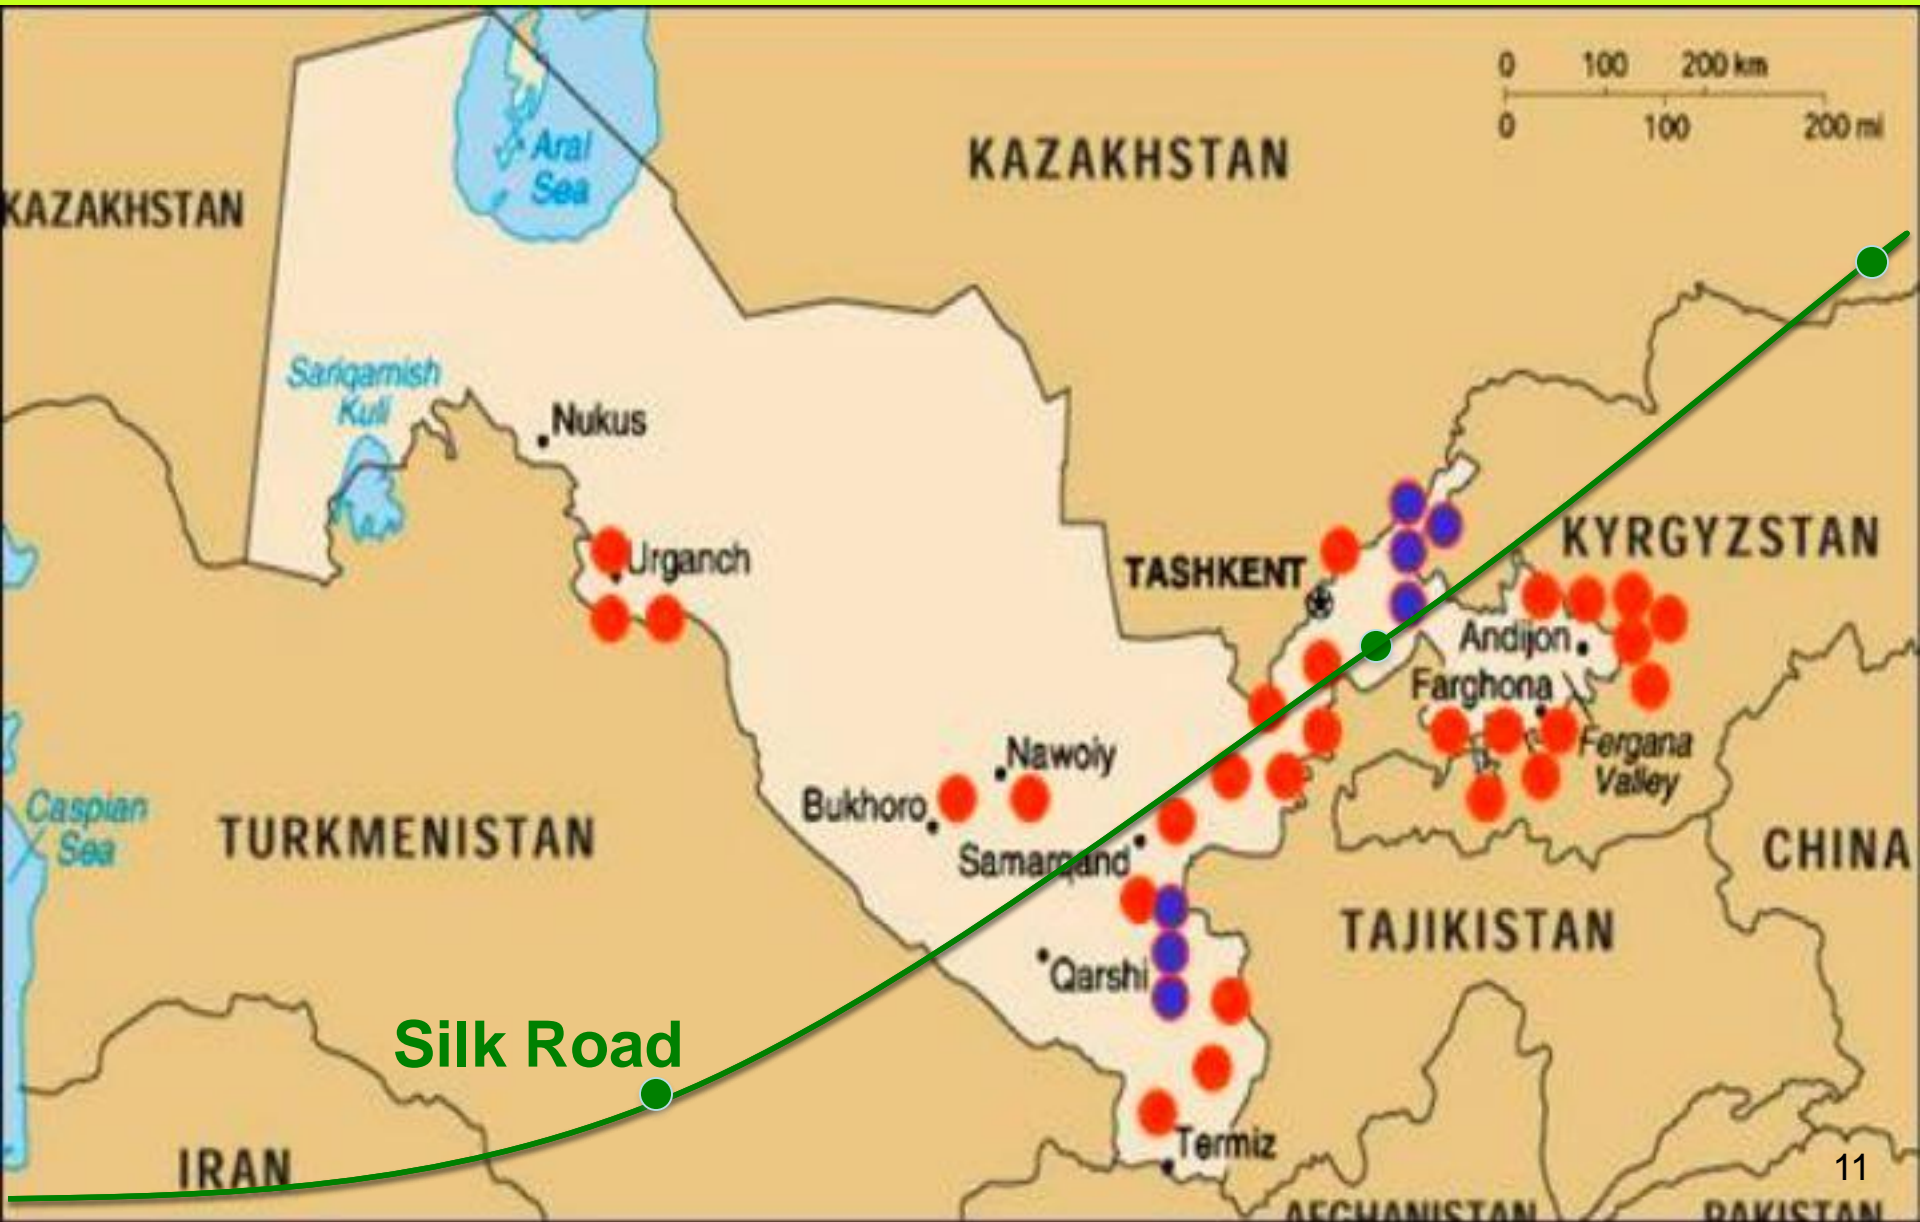 0 100 200 km
0 100 200 mi
Aral
Sea
KAZAKHSTAN
KAZAKHSTAN
Sariqamish
Kuli
Nukus
Urganch
KYRGYZSTAN
TASHKENT
Andijon
Farghona
Fergana
Valley
Nawoiy
Bukhoro
Samarqand
Caspian
Sea
TURKMENISTAN
CHINA
TAJIKISTAN
Qarshi
Silk Road
Termiz
IRAN
11
AFGHANISTAN
PAKISTAN